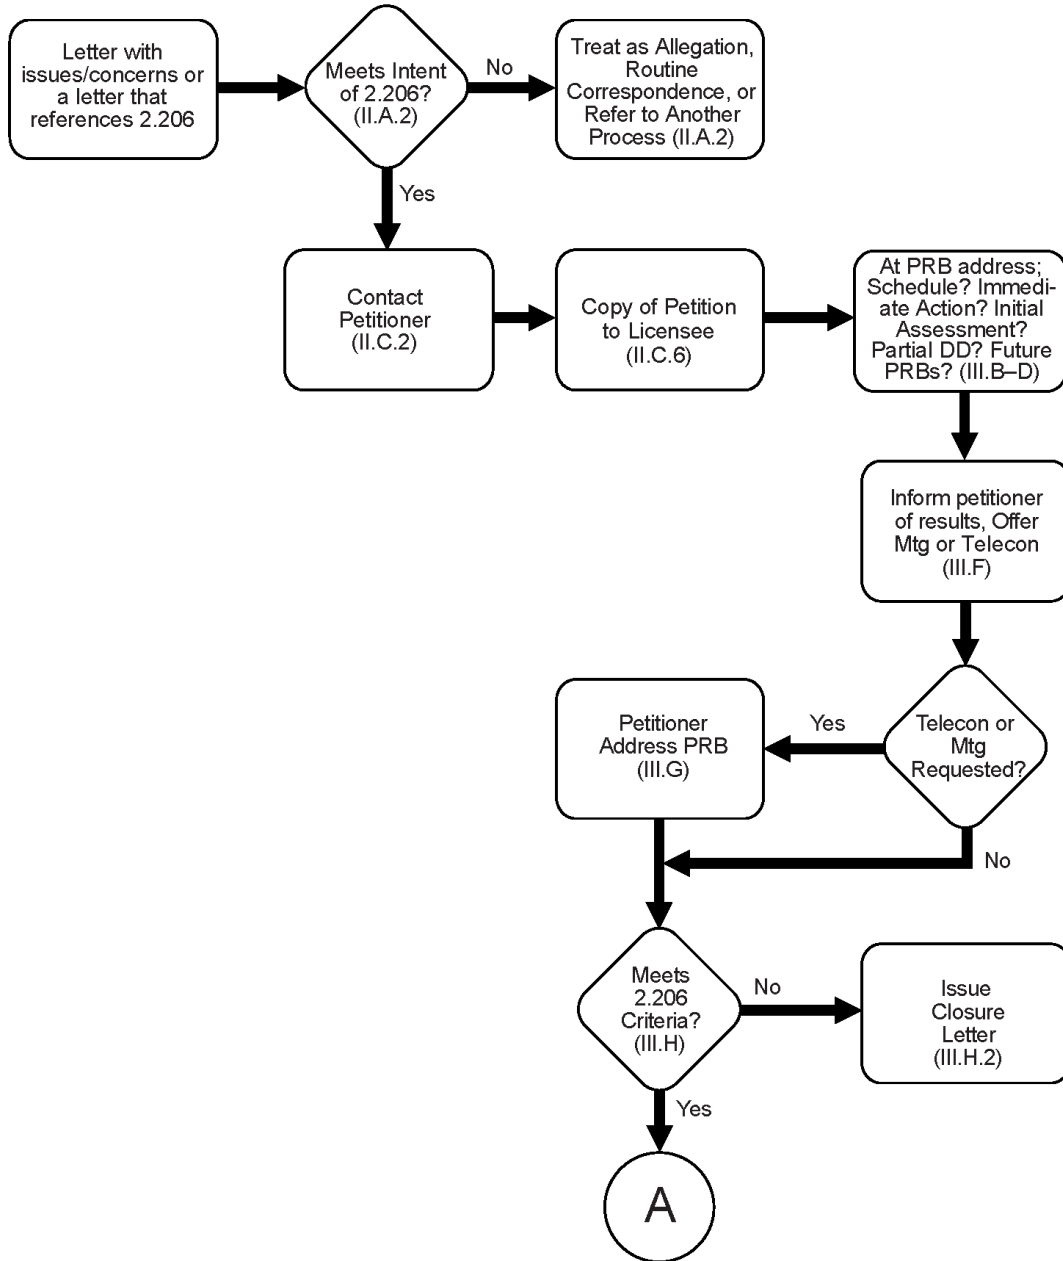 Letter with
issues/concerns or
a letter that
references 2.206
Meets Intent
of 2.206?
(II.A.2)
No
Treat as Allegation,
Routine
Correspondence, or
Refer to Another
Process (II.A.2)
Yes
Contact
Petitioner
(II.C.2)
Copy of Petition
to Licensee
(II.C.6)
At PRB address;
Schedule? Immedi-
ate Action? Initial
Assessment?
Partial DD? Future
PRBs? (III.B–D)
Inform petitioner
of results, Offer
Mtg or Telecon
(III.F)
Telecon or
Mtg
Requested?
Yes
Petitioner
Address PRB
(III.G)
No
Meets
2.206
Criteria?
(III.H)
No
Issue
Closure
Letter
(III.H.2)
Yes
A